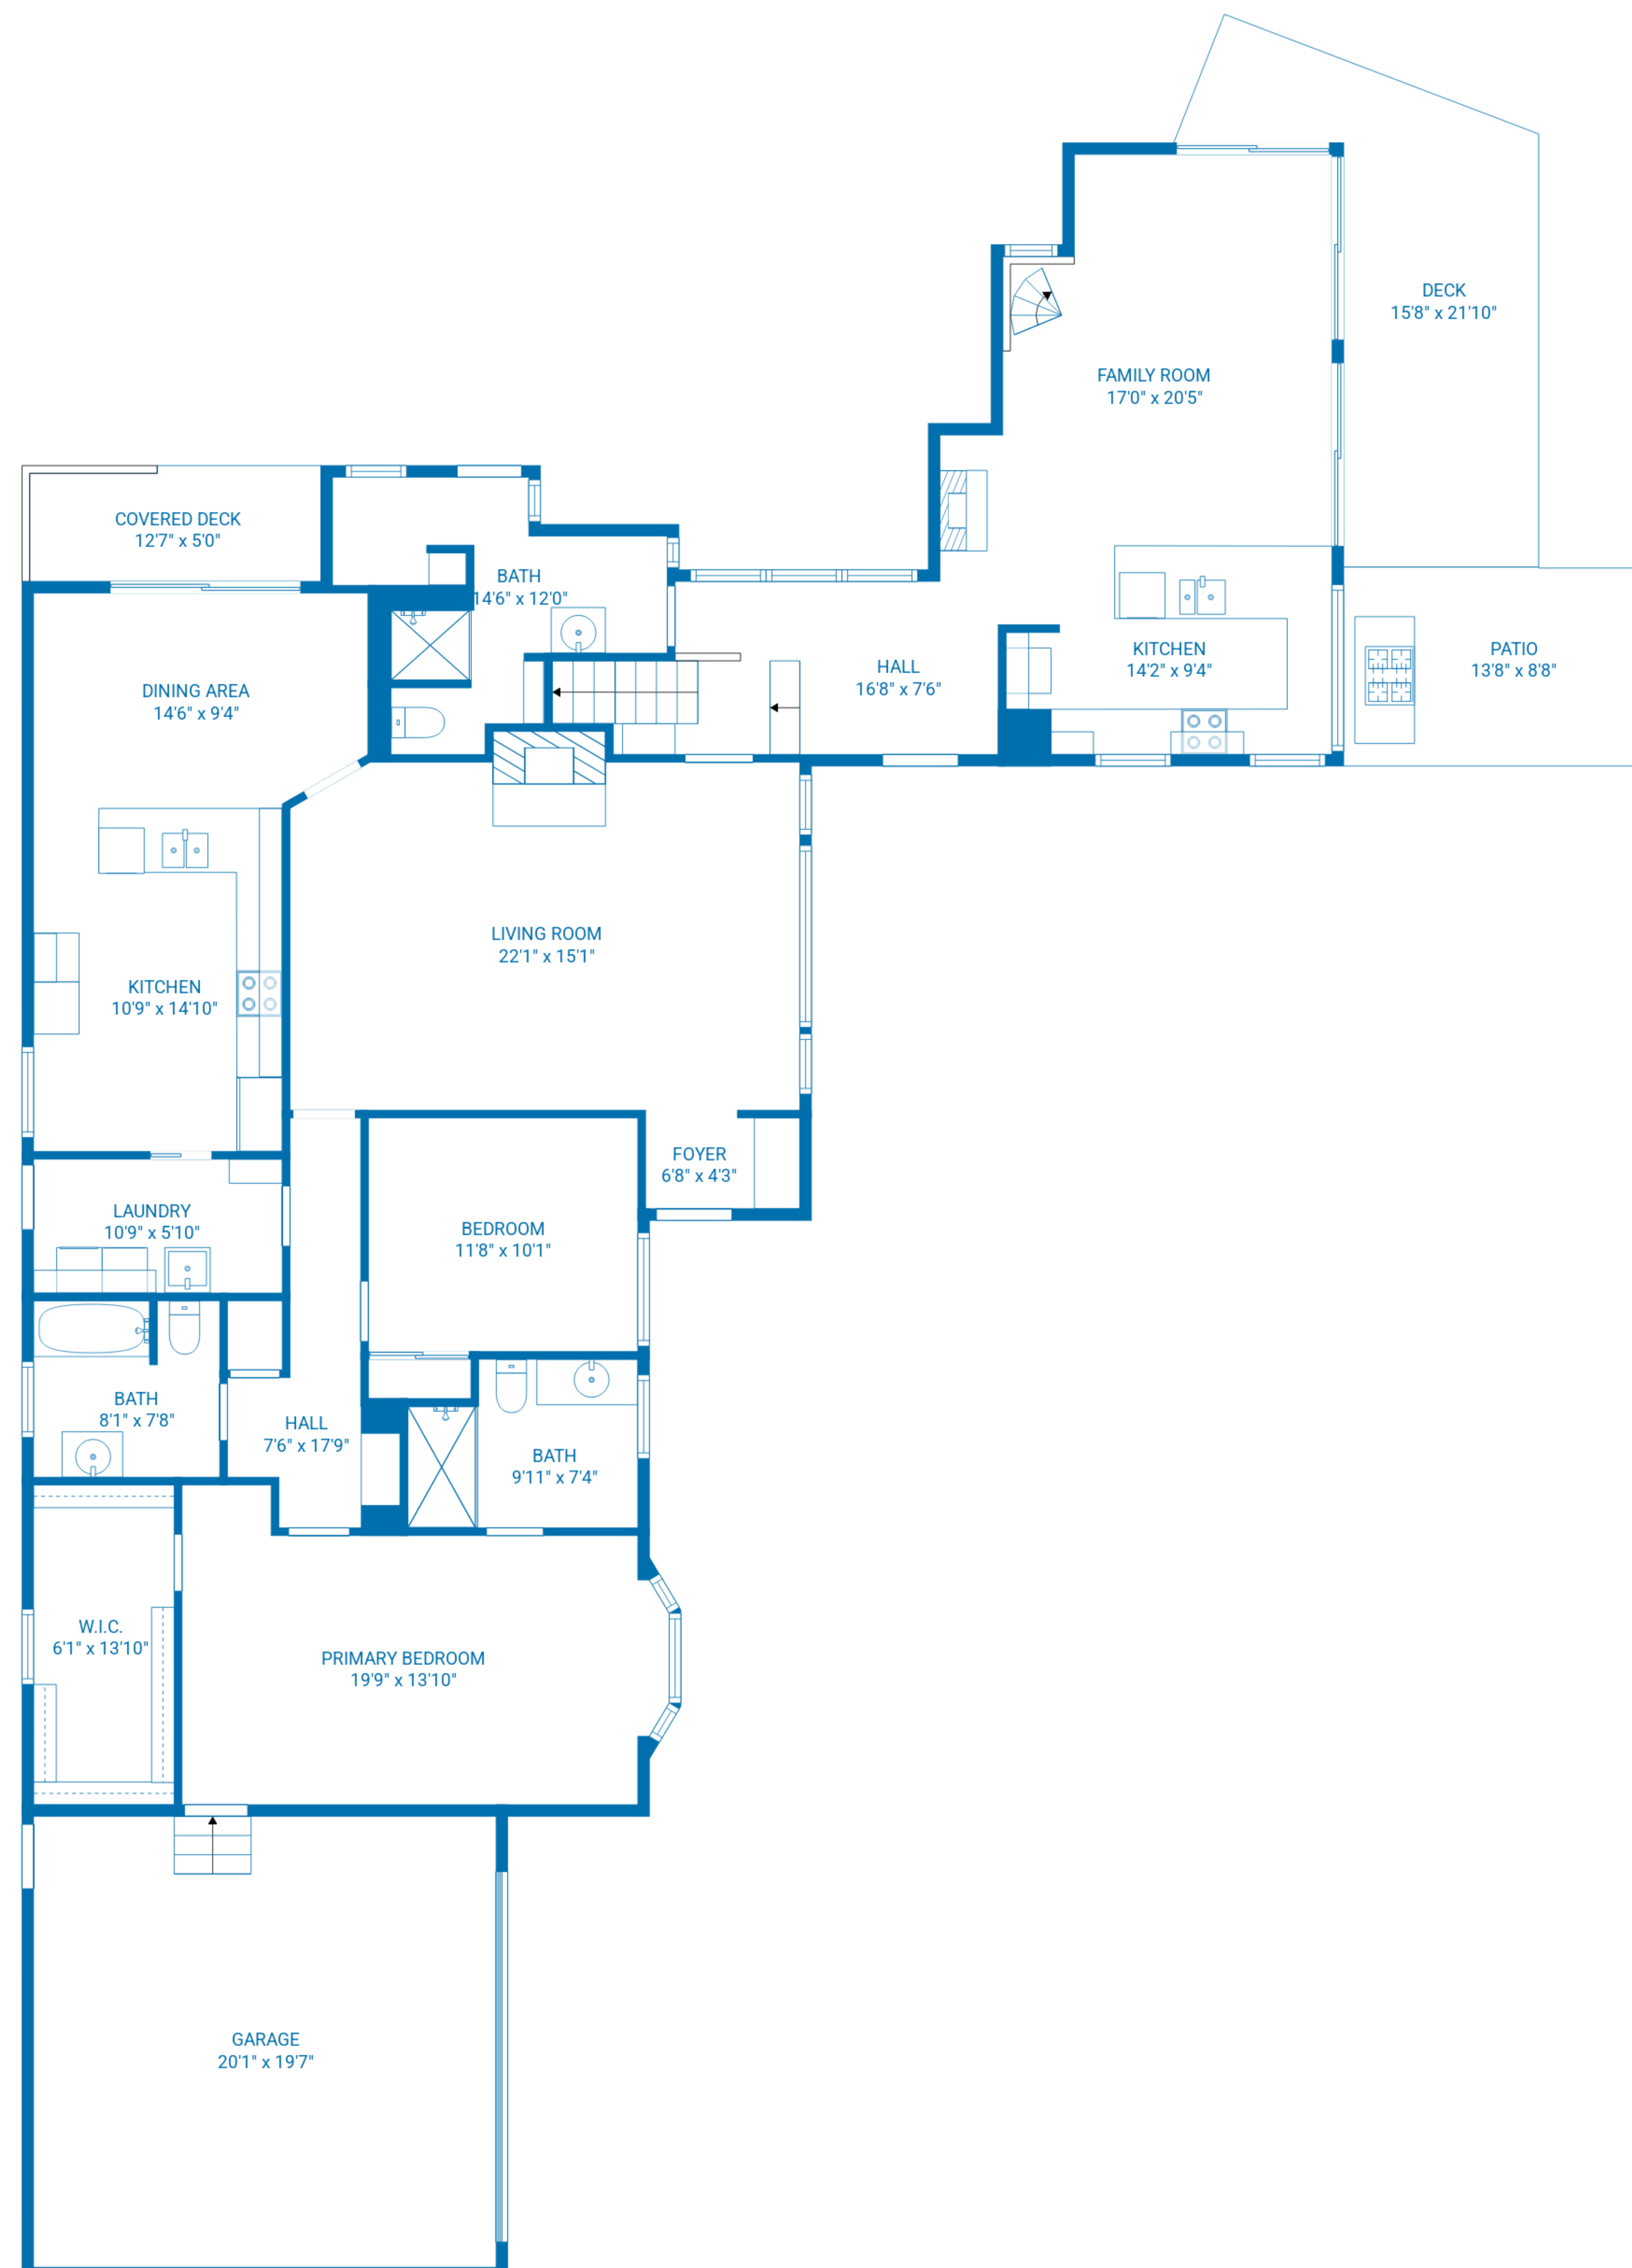 DECK
15'8" x 21'10"
FAMILY ROOM
17'0" x 20'5"
COVERED DECK
12'7" x 5'0"
BATH
14'6" x 12'0"
HALL
16'8" x 7'6"
KITCHEN
14'2" x 9'4"
PATIO
13'8" x 8'8"
DINING AREA
14'6" x 9'4"
LIVING ROOM
22'1" x 15'1"
KITCHEN
10'9" x 14'10"
FOYER
6'8" x 4'3"
LAUNDRY
10'9" x 5'10"
BEDROOM
11'8" x 10'1"
BATH
8'1" x 7'8"
HALL
7'6" x 17'9"
BATH
9'11" x 7'4"
W.I.C.
6'1" x 13'10"
PRIMARY BEDROOM
19'9" x 13'10"
GARAGE
20'1" x 19'7"